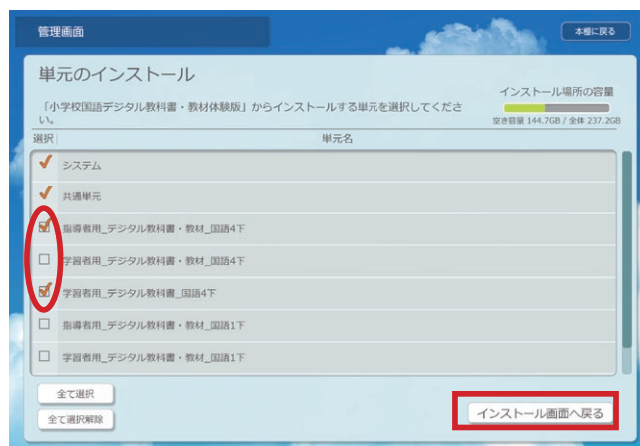 管理画面
本棚に戻る
単元のインストール
インストール場所の容量
「小学校国語デジタル教科書・教材体験版」からインストールする単元を選択してくださ
い。
空き容量 144.7GB / 全体 237.2GB
選択
単元名
システム
共通単元
指導者用_デジタル教科書・教材_国語4下
学習者用_デジタル教科書・教材_国語4下
学習者用_デジタル教科書_国語4下
指導者用_デジタル教科書・教材_国語1下
学習者用_デジタル教科書・教材_国語1下
全て選択
全て選択解除
インストール画面へ戻る